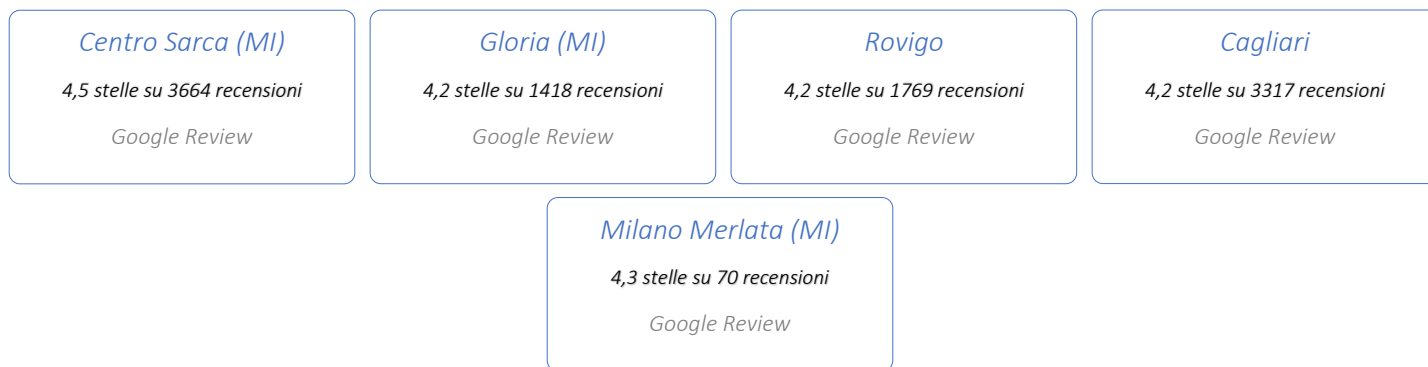 Centro Sarca (MI)
4,5 stelle su 3664 recensioni
Google Review
Gloria (MI)
4,2 stelle su 1418 recensioni
Google Review
Rovigo
4,2 stelle su 1769 recensioni
Google Review
Cagliari
4,2 stelle su 3317 recensioni
Google Review
Milano Merlata (MI)
4,3 stelle su 70 recensioni
Google Review